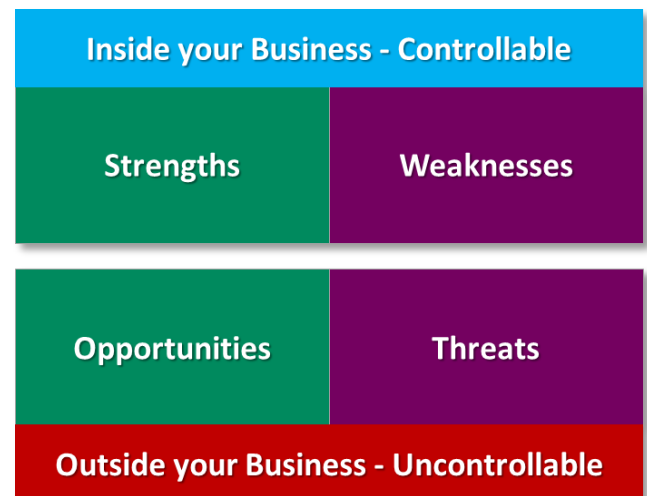 Inside your Business - Controllable
Strengths
Weaknesses
Opportunities
Threats
Outside your Business - Uncontrollable